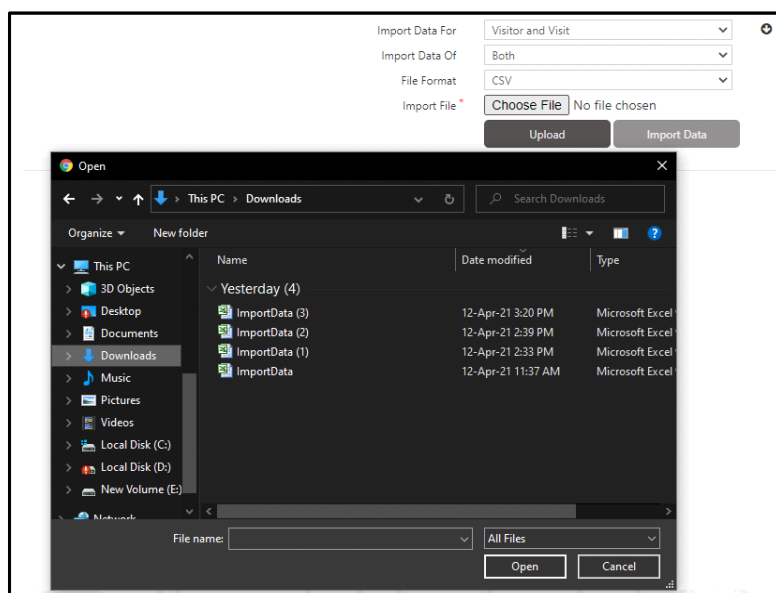 Import Data For Visitor and Visit
Import Data Of Both
File Format CSV
Import File * Choose File No file chosen
Upload Import Data
Open
This PC > Downloads Search Downloads
Organize New folder ?
This PC
3D Objects
Desktop
Documents
Downloads
Music
Pictures
Videos
Local Disk (C:)
Local Disk (D:)
New Volume (E:)
Network
Name Date modified Type
Yesterday (4)
ImportData (3) 12-Apr-21 3:20 PM Microsoft Excel
ImportData (2) 12-Apr-21 2:39 PM Microsoft Excel
ImportData (1) 12-Apr-21 2:33 PM Microsoft Excel
ImportData 12-Apr-21 11:37 AM Microsoft Excel
File name: All Files
Open Cancel